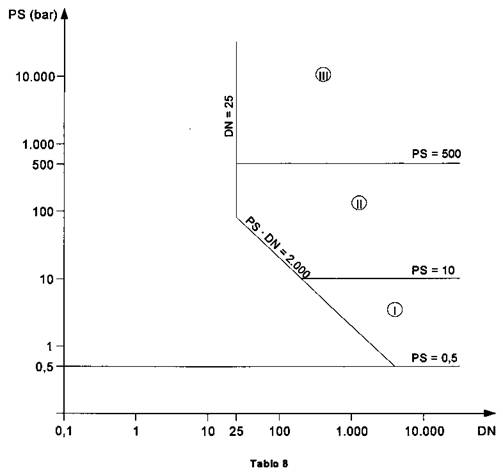 PS (bar)
10.000
1.000
500
100
10
1
0,5
DN = 25
III
PS = 500
II
PS · DN = 2.000
PS = 10
I
PS = 0,5
0,1
1
10
25
100
1.000
10.000
DN
Tablo 8